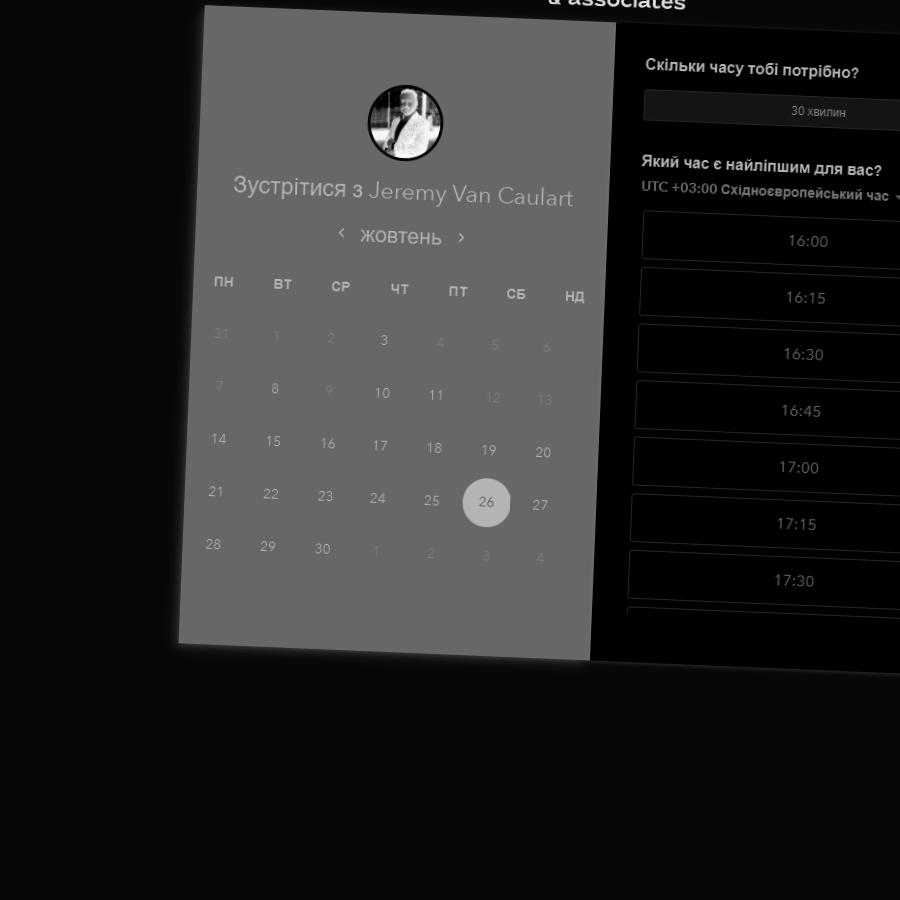 & associates
Зустрітися з Jeremy Van Caulart
жовтень
ПН ВТ СР ЧТ ПТ СБ НД
31 1 2 3 4 5 6
7 8 9 10 11 12 13
14 15 16 17 18 19 20
21 22 23 24 25 26 27
28 29 30 1 2 3 4
Скільки часу тобі потрібно?
30 хвилин
Який час є найліпшим для вас?
UTC +03:00 Східноєвропейський час
16:00
16:15
16:30
16:45
17:00
17:15
17:30